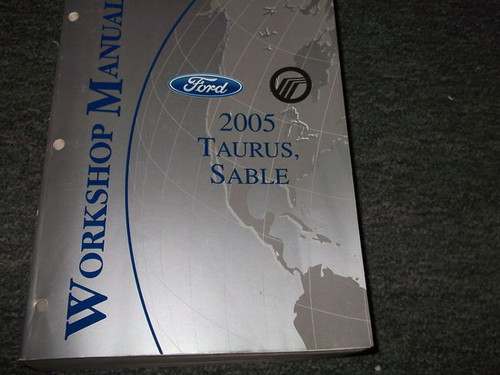 WORKSHOP MANUAL
Ford
2005
TAURUS,
SABLE